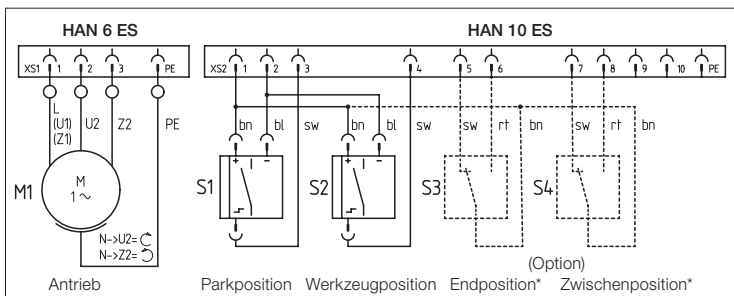 HAN 6 ES
HAN 10 ES
XS1 1 2 3 PE
XS2 1 2 3 4 5 6 7 8 9 10 PE
L
(U1)
(Z1)
U2
Z2
PE
bn bl sw bn bl sw sw rt bn sw rt bn
M1
M
1~
S1
+ −
S2
+ −
S3
S4
N->U2=
N->Z2=
(Option)
Antrieb Parkposition Werkzeugposition Endposition* Zwischenposition*